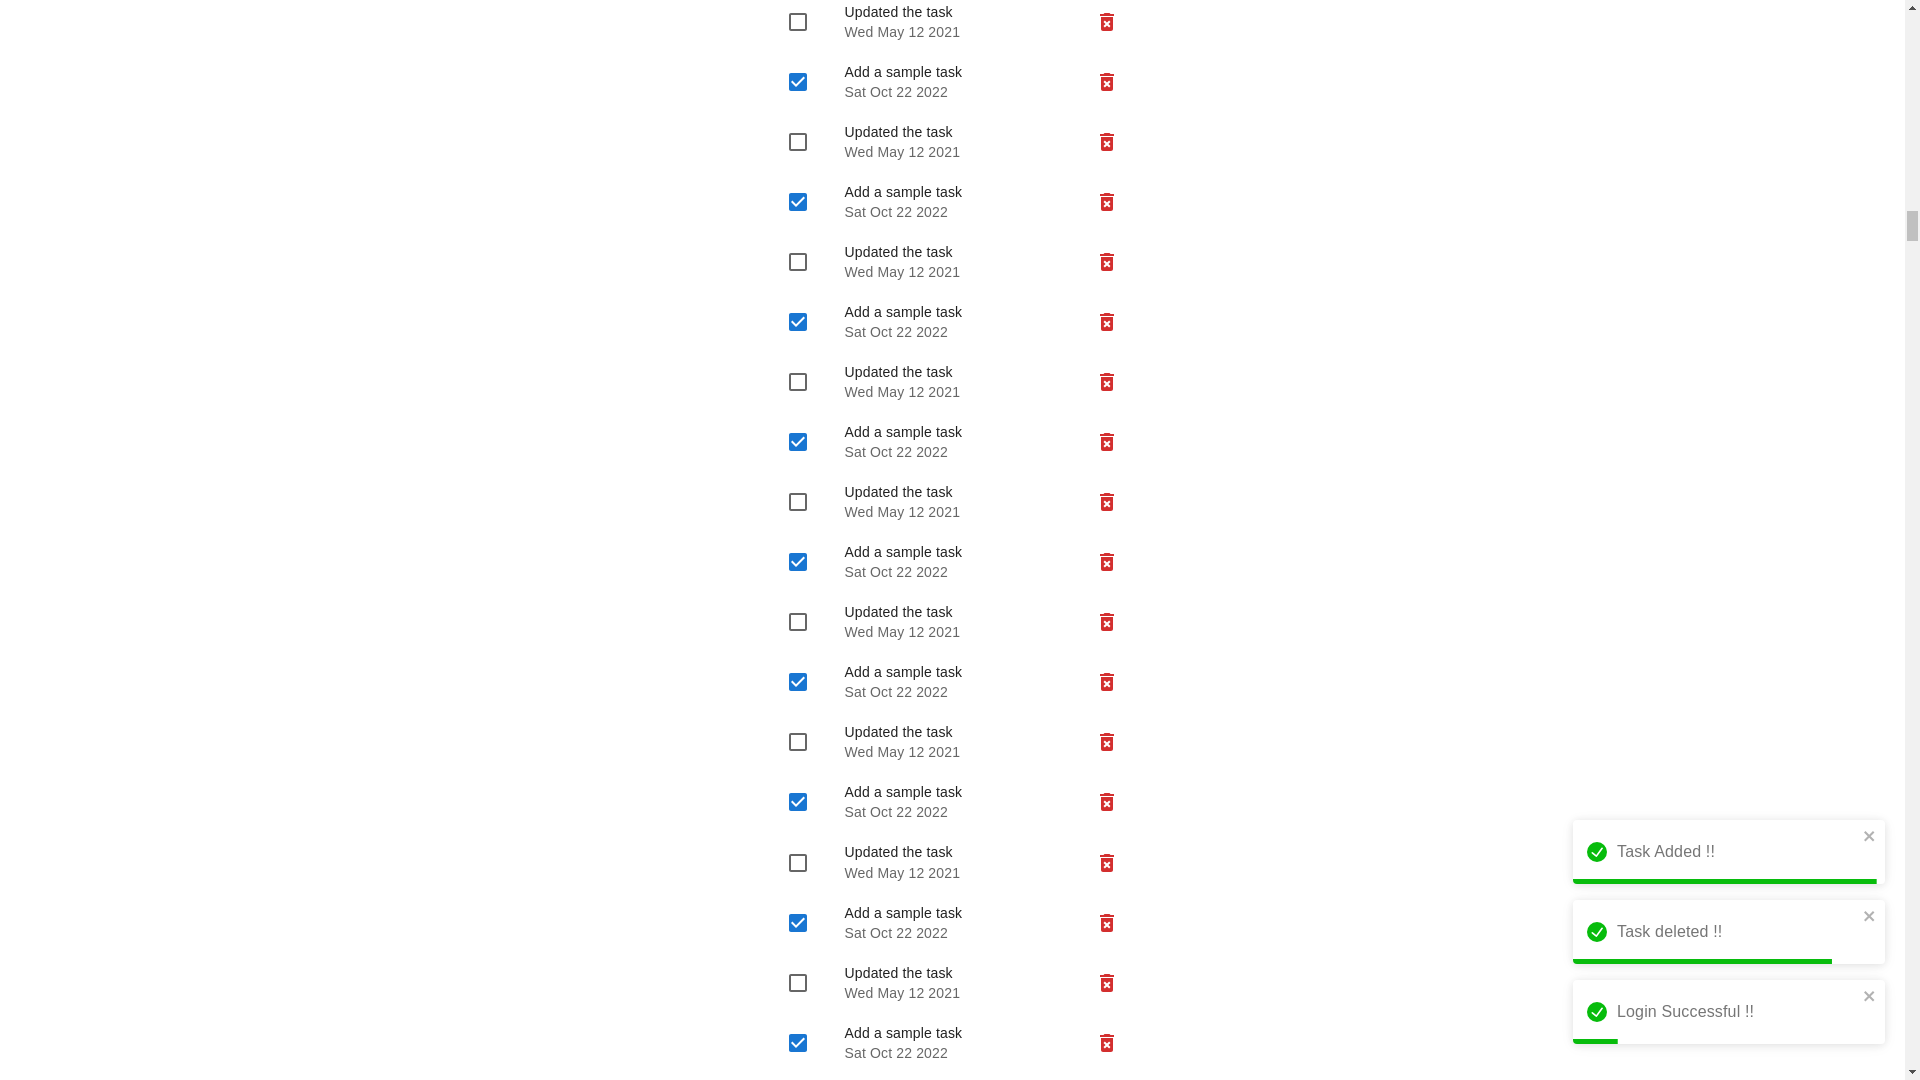 Updated the task
Wed May 12 2021
Add a sample task
Sat Oct 22 2022
Updated the task
Wed May 12 2021
Add a sample task
Sat Oct 22 2022
Updated the task
Wed May 12 2021
Add a sample task
Sat Oct 22 2022
Updated the task
Wed May 12 2021
Add a sample task
Sat Oct 22 2022
Updated the task
Wed May 12 2021
Add a sample task
Sat Oct 22 2022
Updated the task
Wed May 12 2021
Add a sample task
Sat Oct 22 2022
Updated the task
Wed May 12 2021
Add a sample task
Sat Oct 22 2022
Updated the task
Wed May 12 2021
Add a sample task
Sat Oct 22 2022
Updated the task
Wed May 12 2021
Add a sample task
Sat Oct 22 2022
Task Added !!
Task deleted !!
Login Successful !!